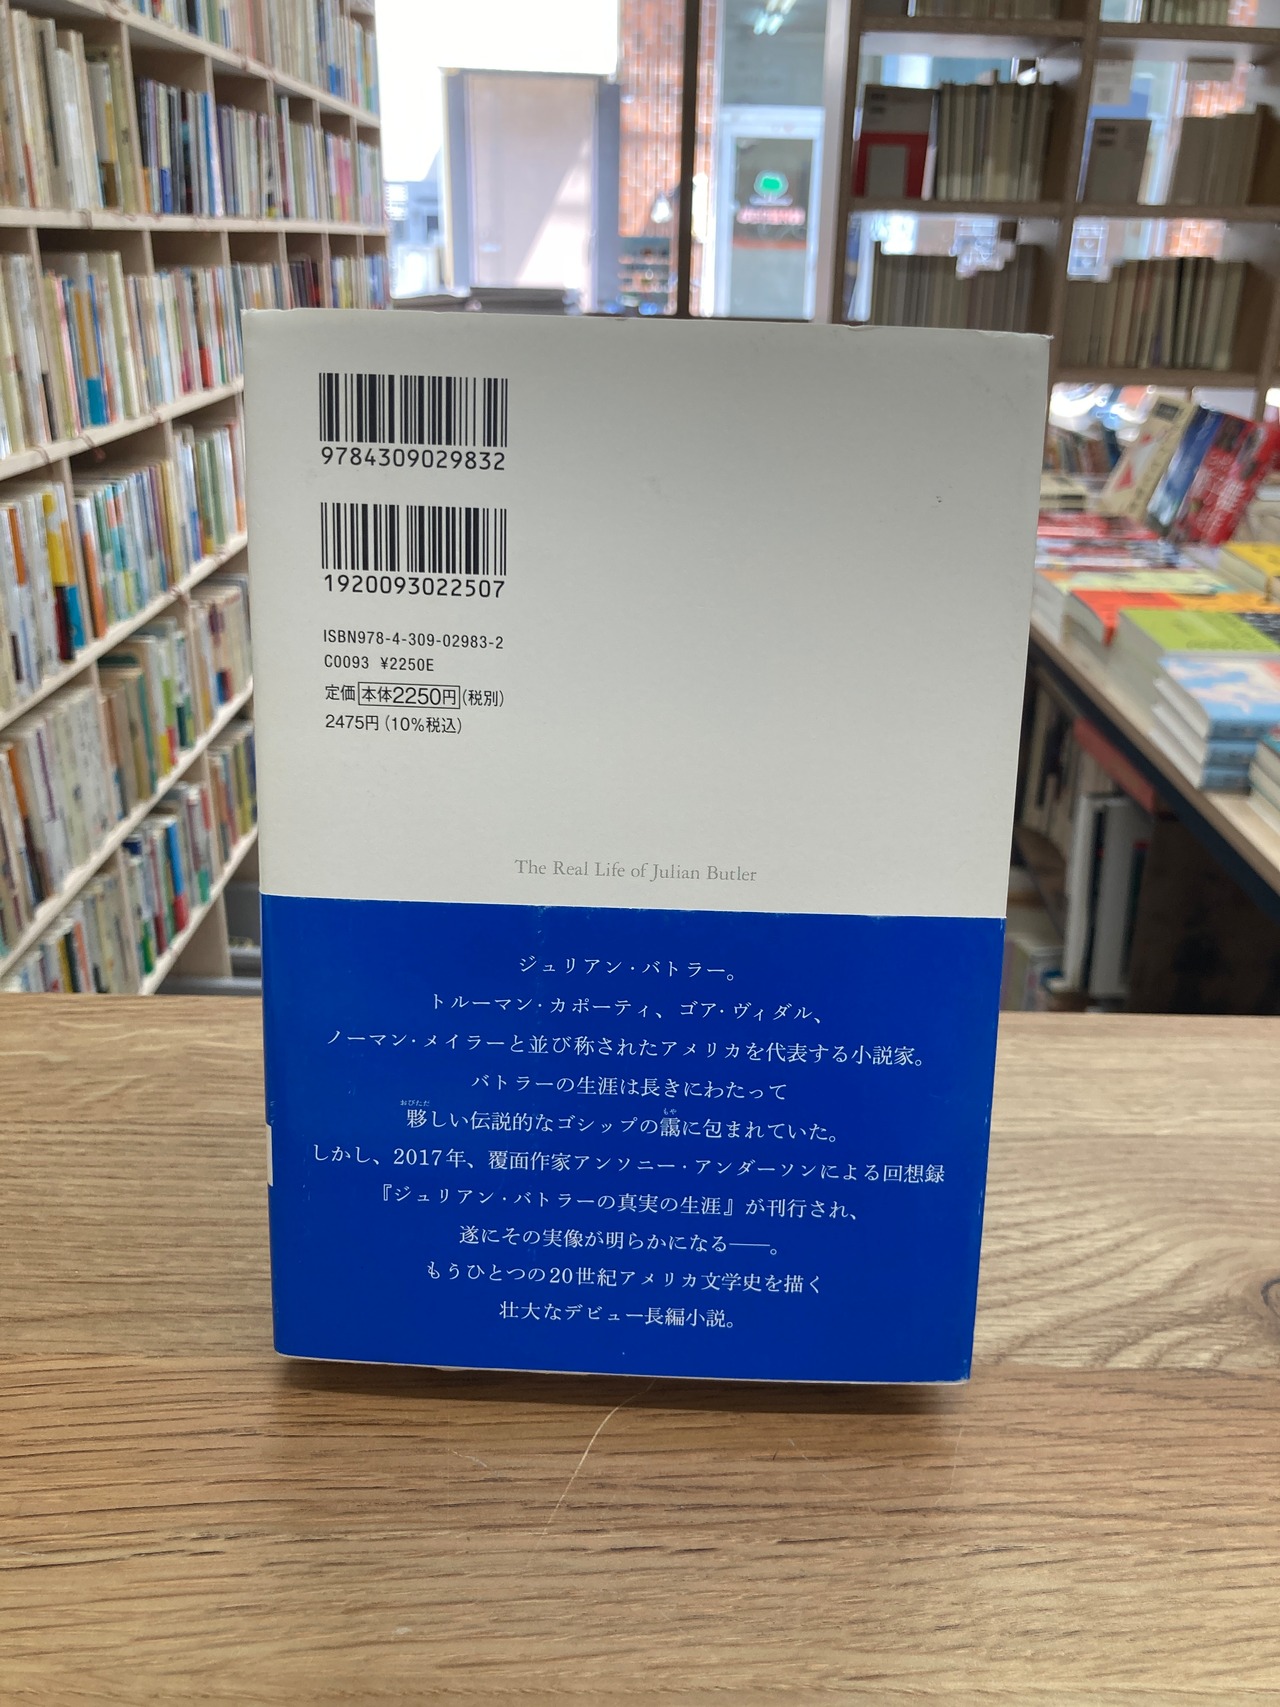 9784309029832
1920093022507
ISBN978-4-309-02983-2
C0093 ¥2250E
定価 本体2250円(税別)
2475円(10%税込)
The Real Life of Julian Butler
ジュリアン・バトラー。
トルーマン・カポーティ、ゴア・ヴィダル、
ノーマン・メイラーと並び称されたアメリカを代表する小説家。
バトラーの生涯は長きにわたって
おびただ もや
夥しい伝説的なゴシップの靄に包まれていた。
しかし、2017年、覆面作家アンソニー・アンダーソンによる回想録
『ジュリアン・バトラーの真実の生涯』が刊行され、
遂にその実像が明らかになる——。
もうひとつの20世紀アメリカ文学史を描く
壮大なデビュー長編小説。